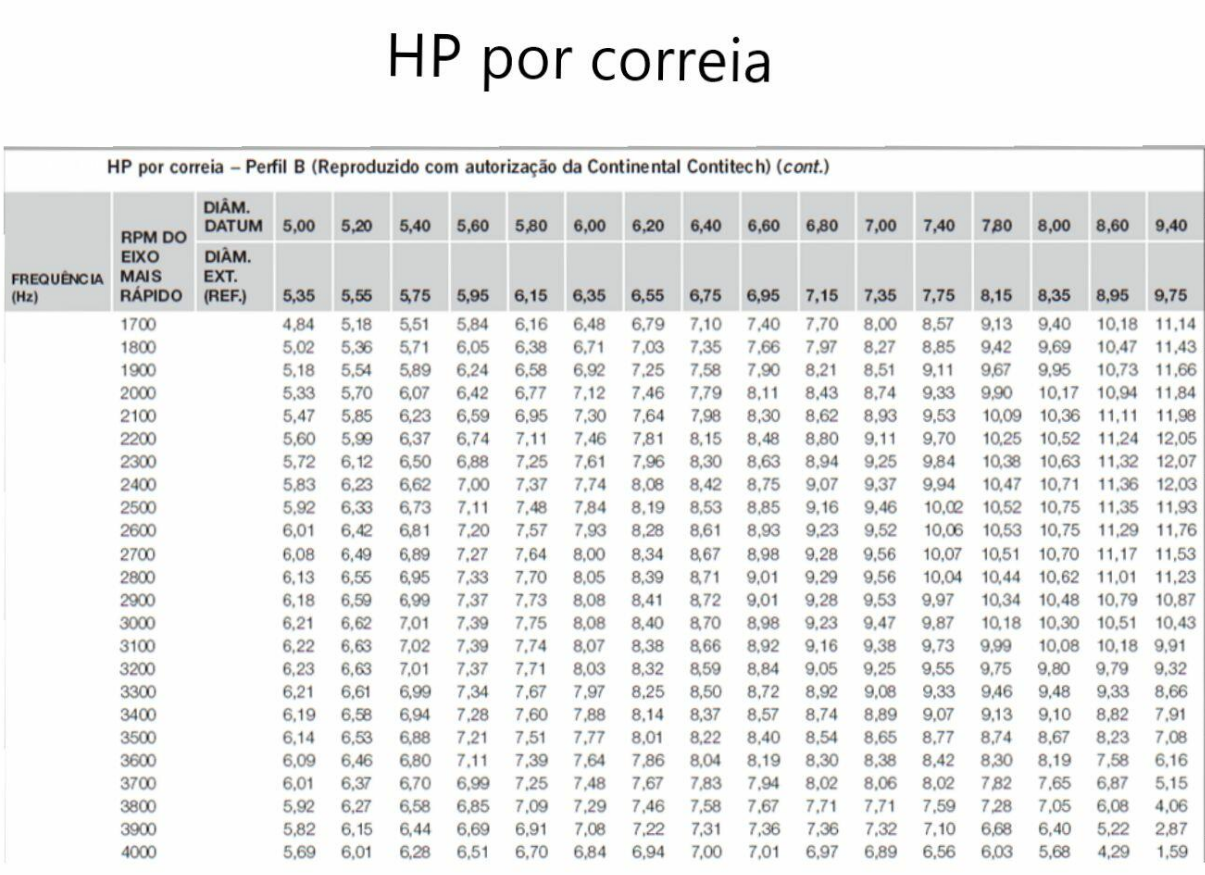 HP por correia
HP por correia – Perfil B (Reproduzido com autorização da Continental Contitech) (cont.)
FREQUÊNCIA (Hz) RPM DO EIXO MAIS RÁPIDO DIÂM. DATUM 5,00 5,20 5,40 5,60 5,80 6,00 6,20 6,40 6,60 6,80 7,00 7,40 7,80 8,00 8,60 9,40
DIÂM. EXT. (REF.) 5,35 5,55 5,75 5,95 6,15 6,35 6,55 6,75 6,95 7,15 7,35 7,75 8,15 8,35 8,95 9,75
1700 4,84 5,18 5,51 5,84 6,16 6,48 6,79 7,10 7,40 7,70 8,00 8,57 9,13 9,40 10,18 11,14
1800 5,02 5,36 5,71 6,05 6,38 6,71 7,03 7,35 7,66 7,97 8,27 8,85 9,42 9,69 10,47 11,43
1900 5,18 5,54 5,89 6,24 6,58 6,92 7,25 7,58 7,90 8,21 8,51 9,11 9,67 9,95 10,73 11,66
2000 5,33 5,70 6,07 6,42 6,77 7,12 7,46 7,79 8,11 8,43 8,74 9,33 9,90 10,17 10,94 11,84
2100 5,47 5,85 6,23 6,59 6,95 7,30 7,64 7,98 8,30 8,62 8,93 9,53 10,09 10,36 11,11 11,98
2200 5,60 5,99 6,37 6,74 7,11 7,46 7,81 8,15 8,48 8,80 9,11 9,70 10,25 10,52 11,24 12,05
2300 5,72 6,12 6,50 6,88 7,25 7,61 7,96 8,30 8,63 8,94 9,25 9,84 10,38 10,63 11,32 12,07
2400 5,83 6,23 6,62 7,00 7,37 7,74 8,08 8,42 8,75 9,07 9,37 9,94 10,47 10,71 11,36 12,03
2500 5,92 6,33 6,73 7,11 7,48 7,84 8,19 8,53 8,85 9,16 9,46 10,02 10,52 10,75 11,35 11,93
2600 6,01 6,42 6,81 7,20 7,57 7,93 8,28 8,61 8,93 9,23 9,52 10,06 10,53 10,75 11,29 11,76
2700 6,08 6,49 6,89 7,27 7,64 8,00 8,34 8,67 8,98 9,28 9,56 10,07 10,51 10,70 11,17 11,53
2800 6,13 6,55 6,95 7,33 7,70 8,05 8,39 8,71 9,01 9,29 9,56 10,04 10,44 10,62 11,01 11,23
2900 6,18 6,59 6,99 7,37 7,73 8,08 8,41 8,72 9,01 9,28 9,53 9,97 10,34 10,48 10,79 10,87
3000 6,21 6,62 7,01 7,39 7,75 8,08 8,40 8,70 8,98 9,23 9,47 9,87 10,18 10,30 10,51 10,43
3100 6,22 6,63 7,02 7,39 7,74 8,07 8,38 8,66 8,92 9,16 9,38 9,73 9,99 10,08 10,18 9,91
3200 6,23 6,63 7,01 7,37 7,71 8,03 8,32 8,59 8,84 9,05 9,25 9,55 9,75 9,80 9,79 9,32
3300 6,21 6,61 6,99 7,34 7,67 7,97 8,25 8,50 8,72 8,92 9,08 9,33 9,46 9,48 9,33 8,66
3400 6,19 6,58 6,94 7,28 7,60 7,88 8,14 8,37 8,57 8,74 8,89 9,07 9,13 9,10 8,82 7,91
3500 6,14 6,53 6,88 7,21 7,51 7,77 8,01 8,22 8,40 8,54 8,65 8,77 8,74 8,67 8,23 7,08
3600 6,09 6,46 6,80 7,11 7,39 7,64 7,86 8,04 8,19 8,30 8,38 8,42 8,30 8,19 7,58 6,16
3700 6,01 6,37 6,70 6,99 7,25 7,48 7,67 7,83 7,94 8,02 8,06 8,02 7,82 7,65 6,87 5,15
3800 5,92 6,27 6,58 6,85 7,09 7,29 7,46 7,58 7,67 7,71 7,71 7,59 7,28 7,05 6,08 4,06
3900 5,82 6,15 6,44 6,69 6,91 7,08 7,22 7,31 7,36 7,36 7,32 7,10 6,68 6,40 5,22 2,87
4000 5,69 6,01 6,28 6,51 6,70 6,84 6,94 7,00 7,01 6,97 6,89 6,56 6,03 5,68 4,29 1,59